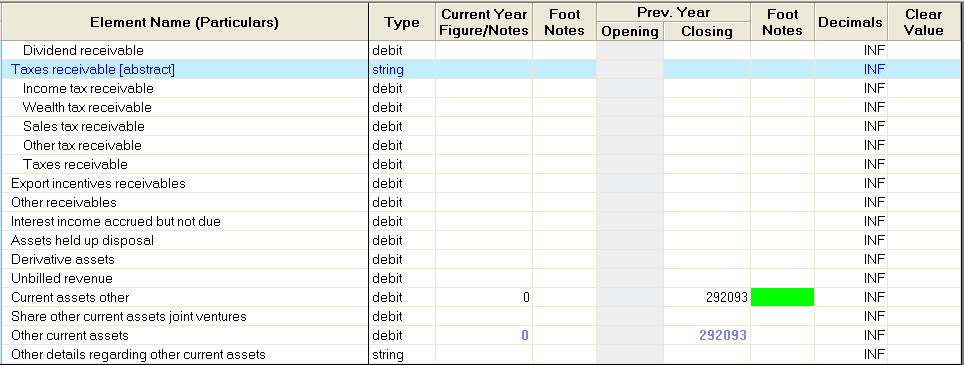 Element Name (Particulars) Type Current Year Figure/Notes Foot Notes Prev. Year Opening Closing Foot Notes Decimals Clear Value
Dividend receivable debit INF
Taxes receivable [abstract] string INF
Income tax receivable debit INF
Wealth tax receivable debit INF
Sales tax receivable debit INF
Other tax receivable debit INF
Taxes receivable debit INF
Export incentives receivables debit INF
Other receivables debit INF
Interest income accrued but not due debit INF
Assets held up disposal debit INF
Derivative assets debit INF
Unbilled revenue debit INF
Current assets other debit 0 292093 INF
Share other current assets joint ventures debit INF
Other current assets debit 0 292093 INF
Other details regarding other current assets string INF